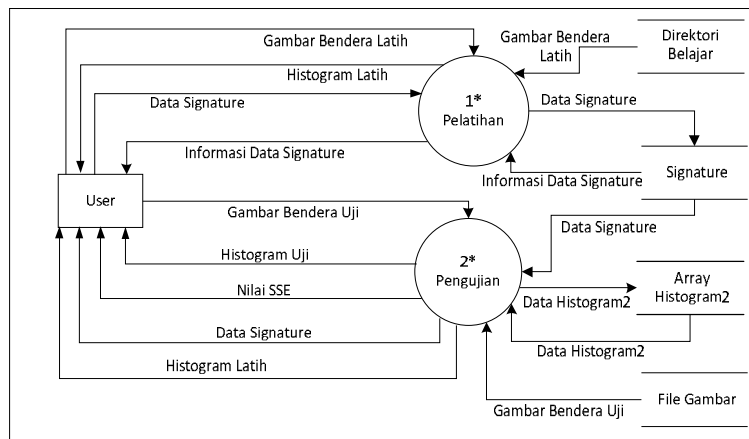 Gambar Bendera Latih
Histogram Latih
Data Signature
Informasi Data Signature
Gambar Bendera
Latih
Direktori
Belajar
1*
Pelatihan
Data Signature
Informasi Data Signature
Signature
User
Gambar Bendera Uji
Histogram Uji
Nilai SSE
Data Signature
Histogram Latih
2*
Pengujian
Data Signature
Data Histogram2
Array
Histogram2
Data Histogram2
Gambar Bendera Uji
File Gambar